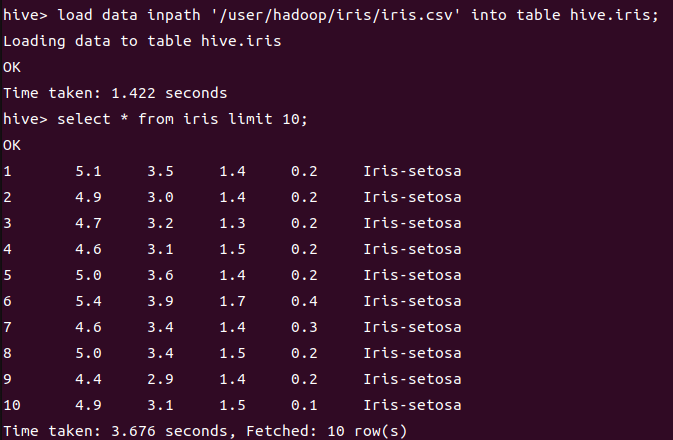 hive> load data inpath '/user/hadoop/iris/iris.csv' into table hive.iris;
Loading data to table hive.iris
OK
Time taken: 1.422 seconds
hive> select * from iris limit 10;
OK
1 5.1 3.5 1.4 0.2 Iris-setosa
2 4.9 3.0 1.4 0.2 Iris-setosa
3 4.7 3.2 1.3 0.2 Iris-setosa
4 4.6 3.1 1.5 0.2 Iris-setosa
5 5.0 3.6 1.4 0.2 Iris-setosa
6 5.4 3.9 1.7 0.4 Iris-setosa
7 4.6 3.4 1.4 0.3 Iris-setosa
8 5.0 3.4 1.5 0.2 Iris-setosa
9 4.4 2.9 1.4 0.2 Iris-setosa
10 4.9 3.1 1.5 0.1 Iris-setosa
Time taken: 3.676 seconds, Fetched: 10 row(s)